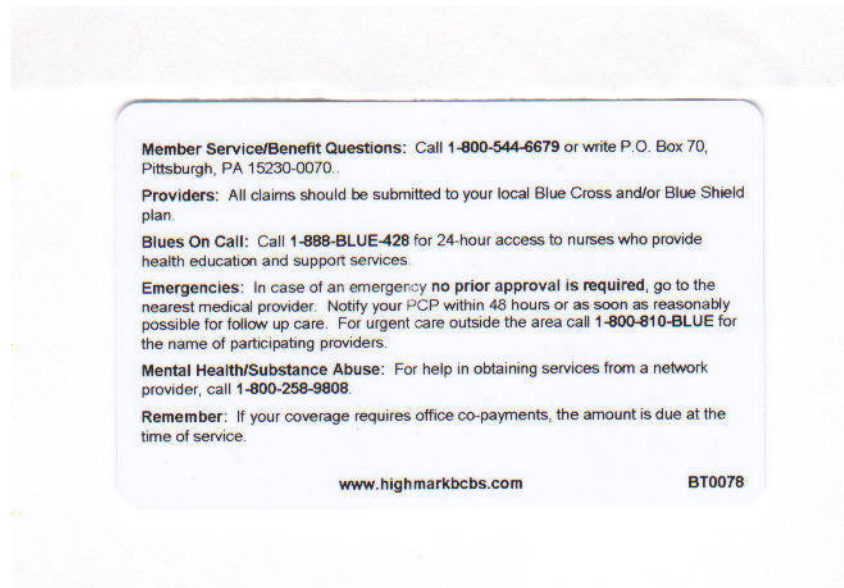 Member Service/Benefit Questions: Call 1-800-544-6679 or write P.O. Box 70,
Pittsburgh, PA 15230-0070..
Providers: All claims should be submitted to your local Blue Cross and/or Blue Shield
plan.
Blues On Call: Call 1-888-BLUE-428 for 24-hour access to nurses who provide
health education and support services.
Emergencies: In case of an emergency no prior approval is required, go to the
nearest medical provider. Notify your PCP within 48 hours or as soon as reasonably
possible for follow up care. For urgent care outside the area call 1-800-810-BLUE for
the name of participating providers.
Mental Health/Substance Abuse: For help in obtaining services from a network
provider, call 1-800-258-9808.
Remember: If your coverage requires office co-payments, the amount is due at the
time of service.
www.highmarkbcbs.com BT0078